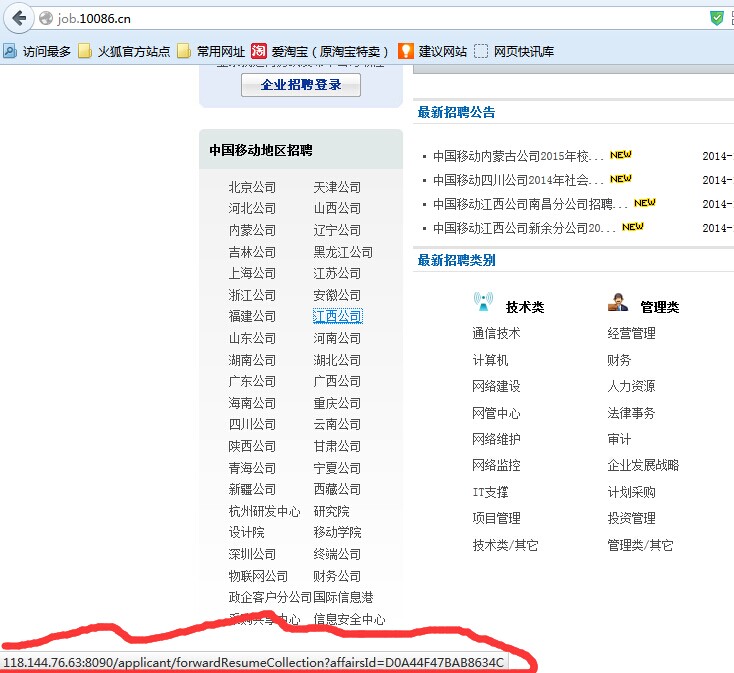 job.10086.cn
访问最多 火狐官方站点 常用网址 淘 爱淘宝（原淘宝特卖） 建议网站 网页快讯库
企业招聘登录
中国移动地区招聘
北京公司 天津公司
河北公司 山西公司
内蒙公司 辽宁公司
吉林公司 黑龙江公司
上海公司 江苏公司
浙江公司 安徽公司
福建公司 江西公司
山东公司 河南公司
湖南公司 湖北公司
广东公司 广西公司
海南公司 重庆公司
四川公司 云南公司
陕西公司 甘肃公司
青海公司 宁夏公司
新疆公司 西藏公司
杭州研发中心 研究院
设计院 移动学院
深圳公司 终端公司
物联网公司 财务公司
政企客户分公司 国际信息港
采购共享中心 信息安全中心
最新招聘公告
中国移动内蒙古公司2015年校... NEW 2014-
中国移动四川公司2014年社会... NEW 2014-
中国移动江西公司南昌分公司招聘... NEW 2014-
中国移动江西公司新余分公司20... NEW 2014-
最新招聘类别
技术类 管理类
通信技术 经营管理
计算机 财务
网络建设 人力资源
网管中心 法律事务
网络维护 审计
网络监控 企业发展战略
IT支撑 计划采购
项目管理 投资管理
技术类/其它 管理类/其它
118.144.76.63:8090/applicant/forwardResumeCollection?affairsId=D0A44F47BAB8634C